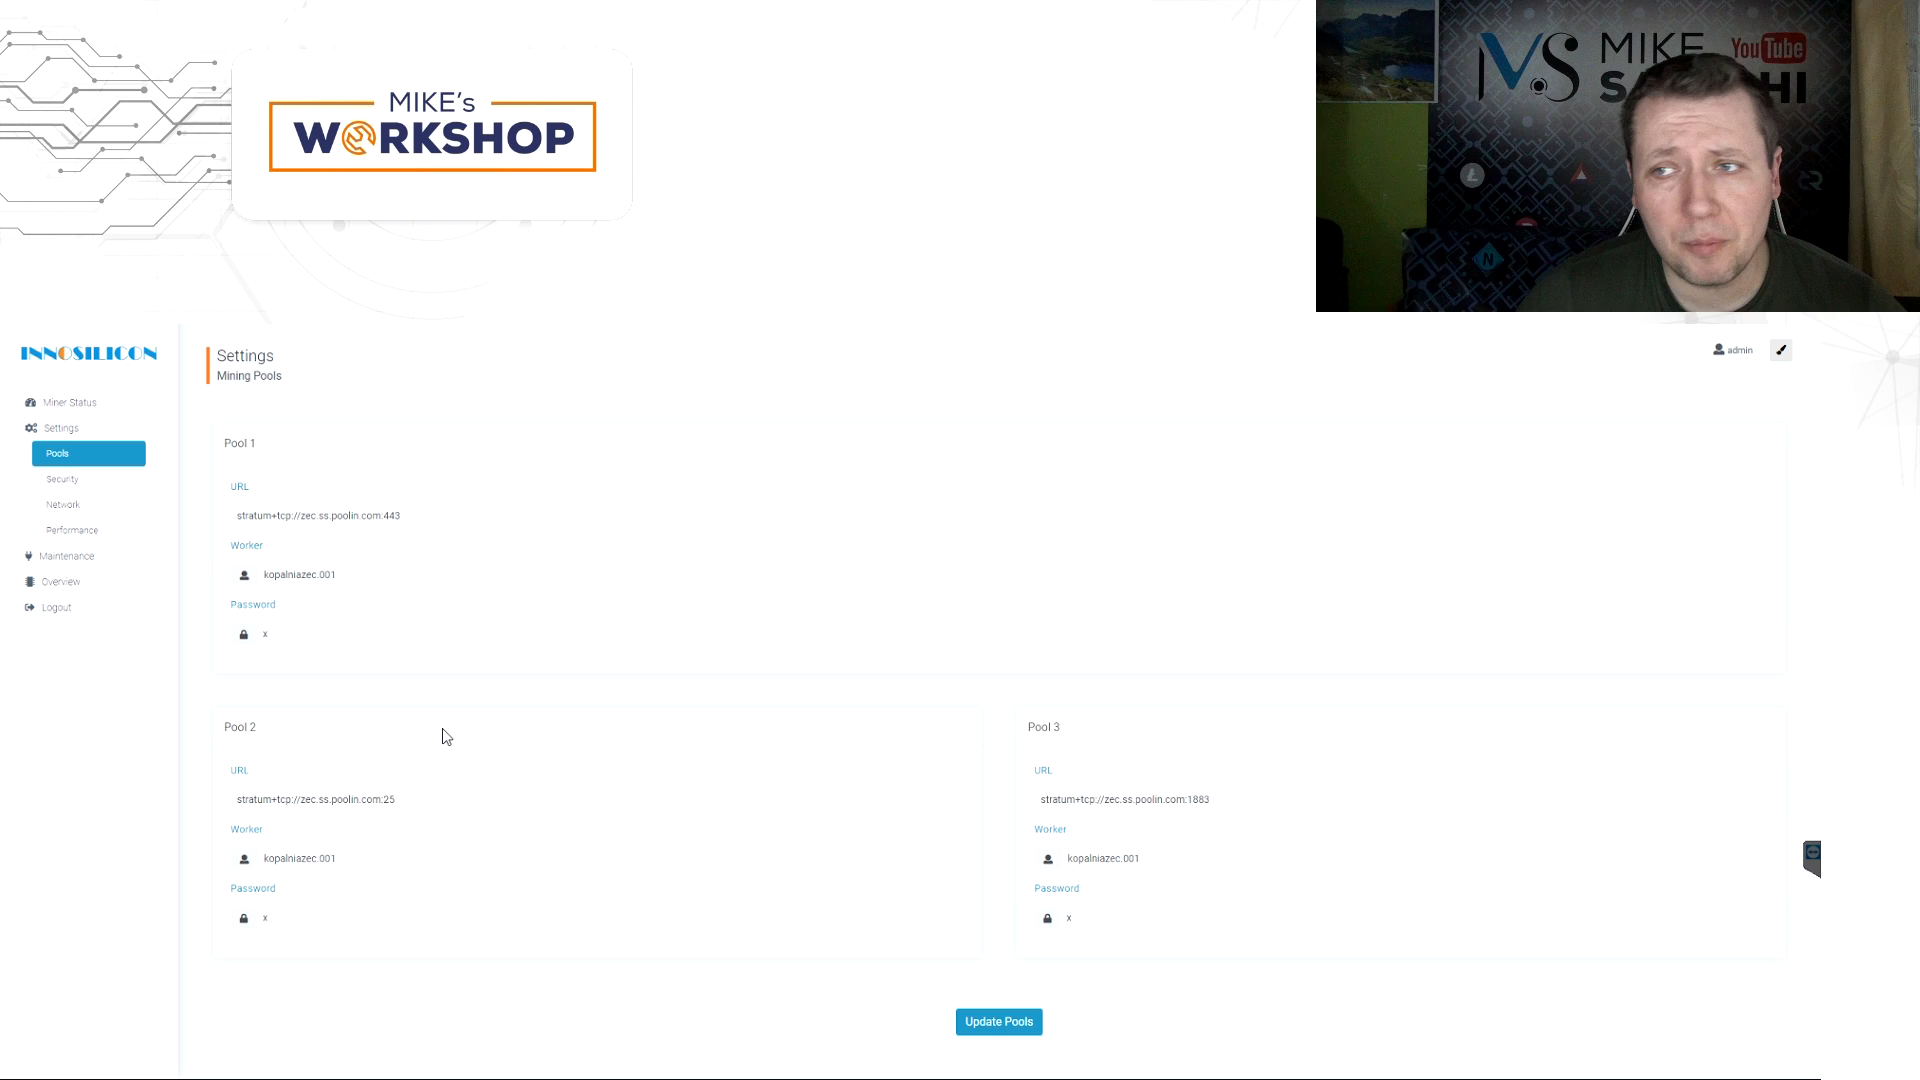 MIKE's
WORKSHOP
MIKE
YouTube
INNOSILICON
Settings
Mining Pools
admin
Miner Status
Settings
Pools
Security
Network
Performance
Maintenance
Overview
Logout
Pool 1
URL
stratum+tcp://zec.ss.poolin.com:443
Worker
kopalniazec.001
Password
x
Pool 2
URL
stratum+tcp://zec.ss.poolin.com:25
Worker
kopalniazec.001
Password
x
Pool 3
URL
stratum+tcp://zec.ss.poolin.com:1883
Worker
kopalniazec.001
Password
x
Update Pools